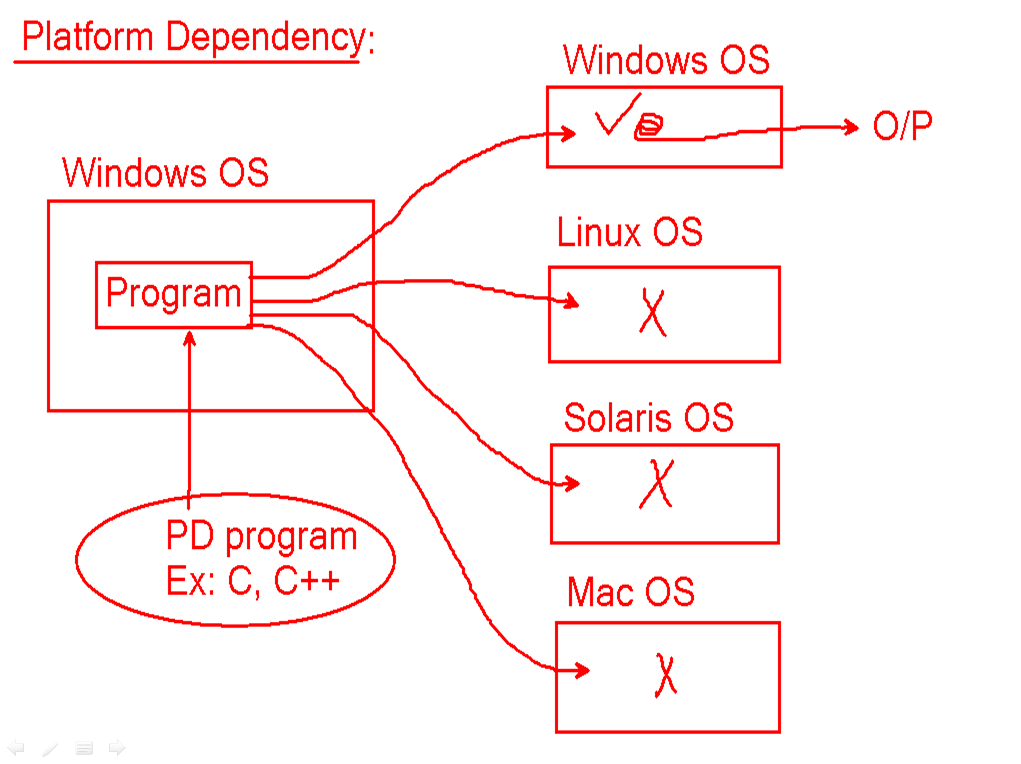 Platform Dependency:
Windows OS
O/P
Windows OS
Program
Linux OS
Solaris OS
PD program
Ex: C, C++
Mac OS